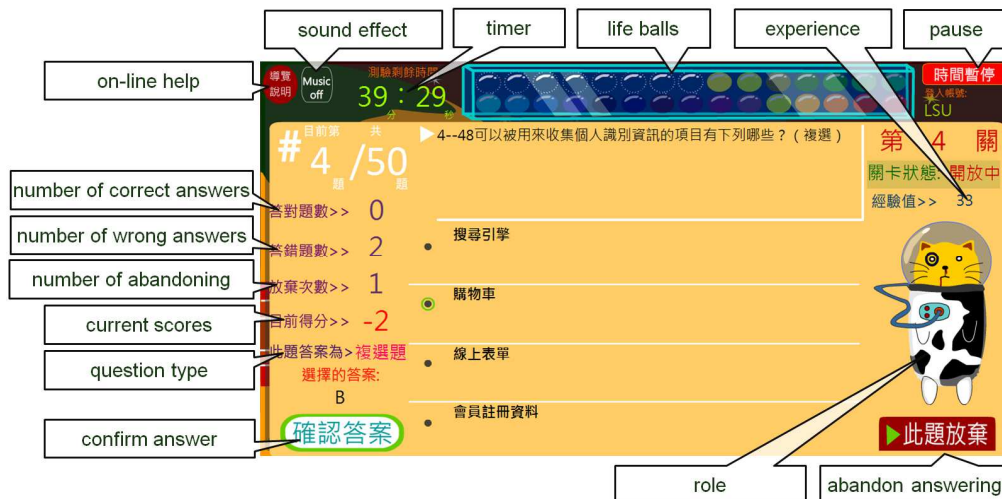 sound effect
timer
life balls
experience
pause
on-line help
導覽
說明
Music
off
測驗剩餘時間
39 : 29
分 秒
時間暫停
登入帳號:
LSU
# 目前第 4 題 / 共 50 題
▶4--48可以被用來收集個人識別資訊的項目有下列哪些？（複選）
第 4 關
關卡狀態: 開放中
經驗值>> 33
number of correct answers
答對題數>> 0
number of wrong answers
答錯題數>> 2
number of abandoning
放棄次數>> 1
current scores
目前得分>> -2
question type
此題答案為> 複選題
選擇的答案:
B
confirm answer
確認答案
搜尋引擎
購物車
線上表單
會員註冊資料
▶此題放棄
role
abandon answering